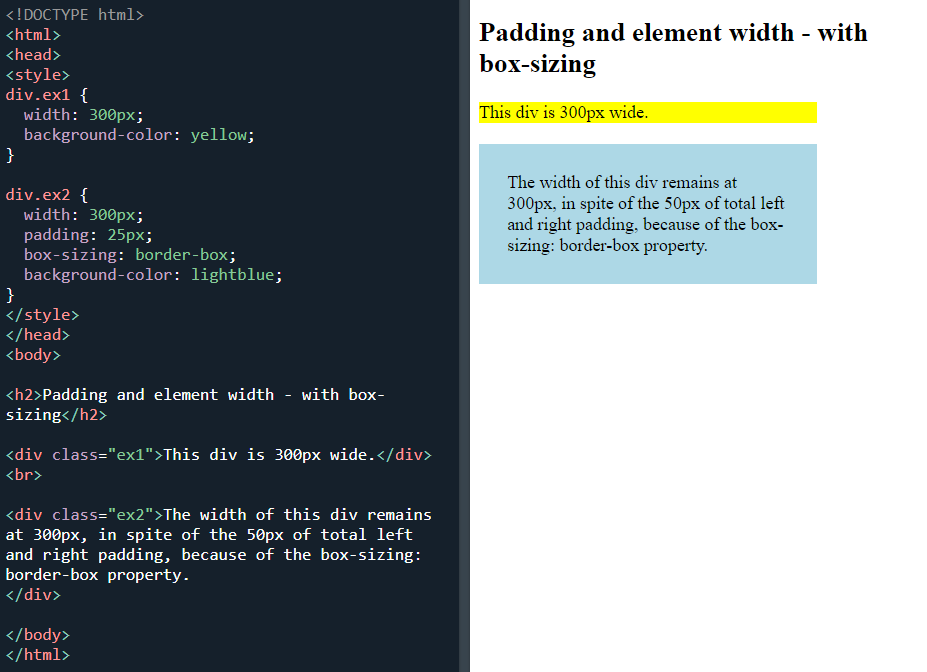 <!DOCTYPE html>
<html>
<head>
<style>
div.ex1 {
  width: 300px;
  background-color: yellow;
}

div.ex2 {
  width: 300px;
  padding: 25px;
  box-sizing: border-box;
  background-color: lightblue;
}
</style>
</head>
<body>

<h2>Padding and element width - with box-
sizing</h2>

<div class="ex1">This div is 300px wide.</div>
<br>

<div class="ex2">The width of this div remains
at 300px, in spite of the 50px of total left
and right padding, because of the box-sizing:
border-box property.
</div>

</body>
</html>
Padding and element width - with
box-sizing
This div is 300px wide.
The width of this div remains at
300px, in spite of the 50px of total left
and right padding, because of the box-
sizing: border-box property.